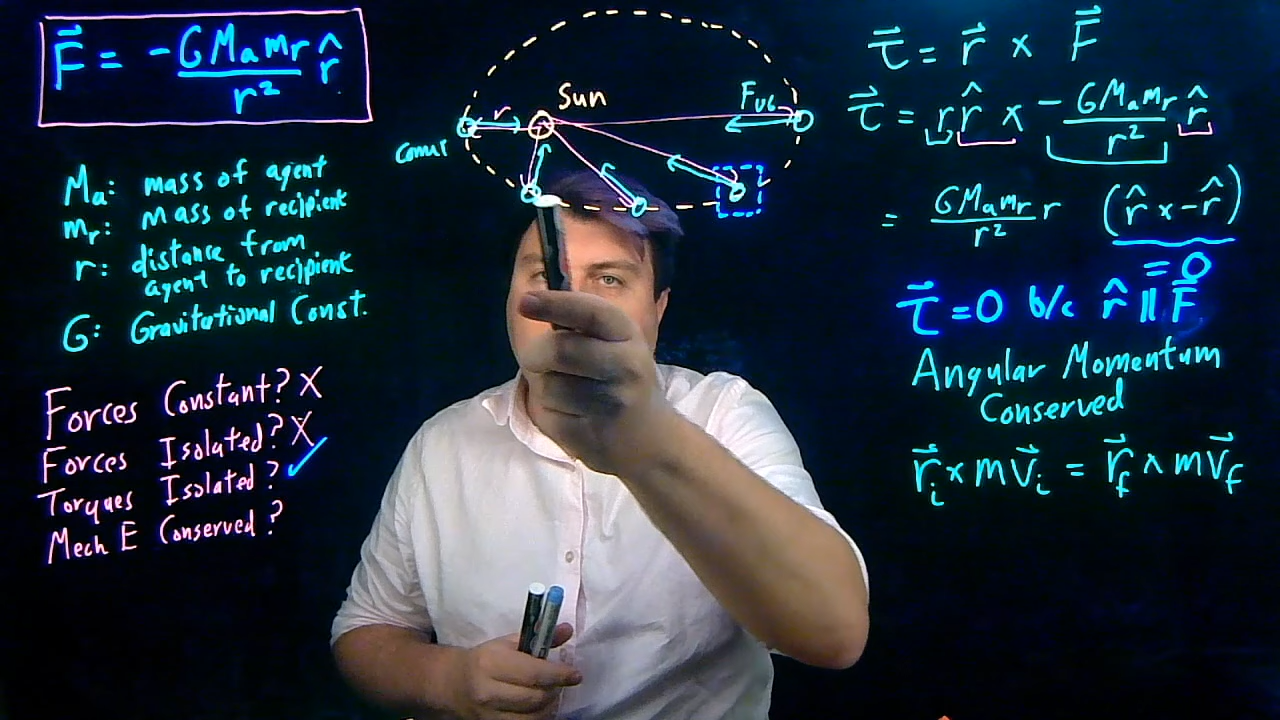 F⃗ = -GMₐmᵣ/r² r̂
Mₐ: mass of agent
mᵣ: mass of recipient
r: distance from
agent to recipient
G: Gravitational Const.
Forces Constant? X
Forces Isolated? X
Torques Isolated? ✓
Mech E Conserved?
Sun
r
Comet
τ⃗ = r⃗ x F⃗
τ⃗ = r r̂ x -GMₐmᵣ/r² r̂
= GMₐmᵣ/r² r (r̂ x -r̂)
= 0
τ⃗ = 0 b/c r̂ || F⃗
Angular Momentum
Conserved
r⃗ᵢ x mv⃗ᵢ = r⃗f x mv⃗f